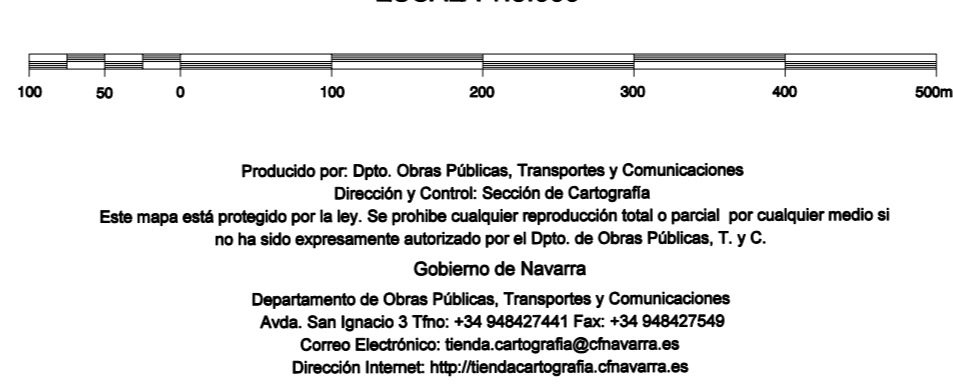 100 50 0 100 200 300 400 500m
Producido por: Dpto. Obras Públicas, Transportes y Comunicaciones
Dirección y Control: Sección de Cartografía
Este mapa está protegido por la ley. Se prohibe cualquier reproducción total o parcial por cualquier medio si
no ha sido expresamente autorizado por el Dpto. de Obras Públicas, T. y C.
Gobierno de Navarra
Departamento de Obras Públicas, Transportes y Comunicaciones
Avda. San Ignacio 3 Tfno: +34 948427441 Fax: +34 948427549
Correo Electrónico: tienda.cartografia@cfnavarra.es
Dirección Internet: http://tiendacartografia.cfnavarra.es